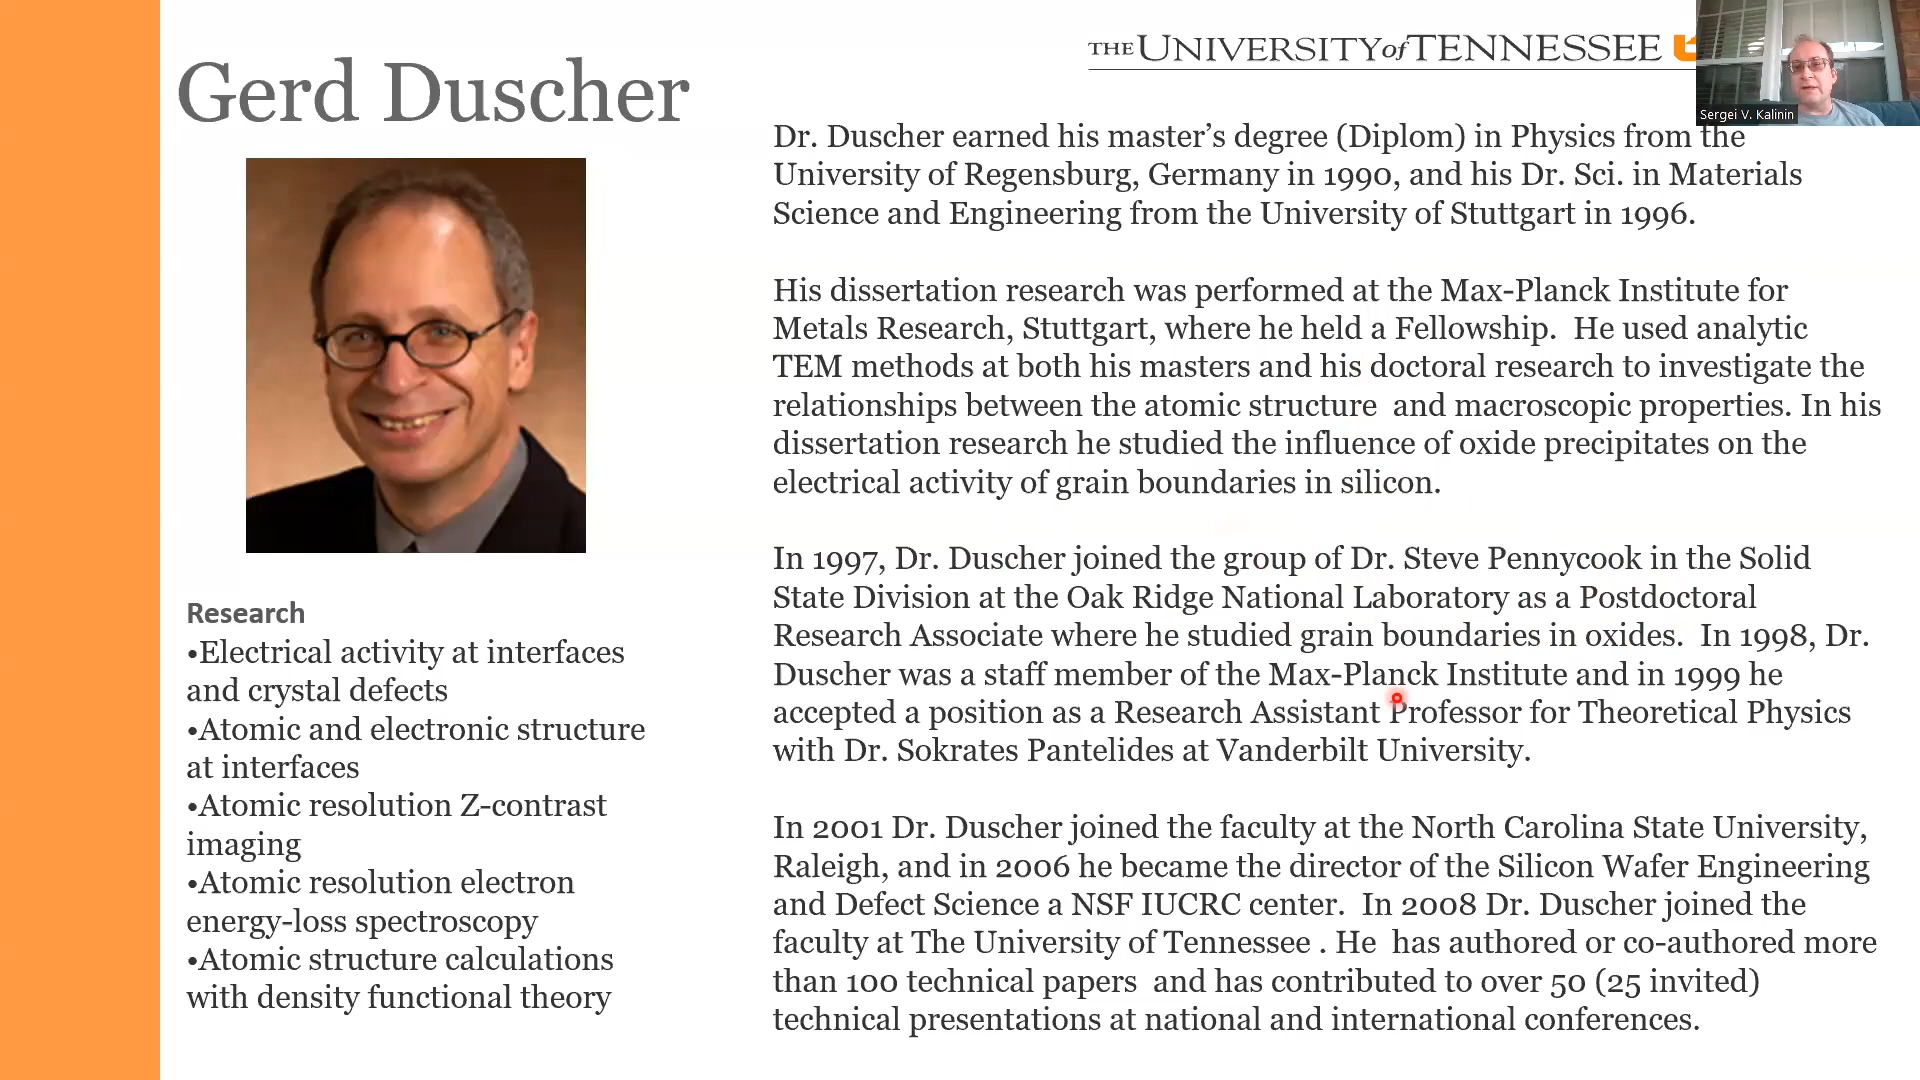 Gerd Duscher
THE UNIVERSITY of TENNESSEE
Sergei V. Kalinin
Dr. Duscher earned his master’s degree (Diplom) in Physics from the
University of Regensburg, Germany in 1990, and his Dr. Sci. in Materials
Science and Engineering from the University of Stuttgart in 1996.
His dissertation research was performed at the Max-Planck Institute for
Metals Research, Stuttgart, where he held a Fellowship.  He used analytic
TEM methods at both his masters and his doctoral research to investigate the
relationships between the atomic structure  and macroscopic properties. In his
dissertation research he studied the influence of oxide precipitates on the
electrical activity of grain boundaries in silicon.
In 1997, Dr. Duscher joined the group of Dr. Steve Pennycook in the Solid
State Division at the Oak Ridge National Laboratory as a Postdoctoral
Research Associate where he studied grain boundaries in oxides.  In 1998, Dr.
Duscher was a staff member of the Max-Planck Institute and in 1999 he
accepted a position as a Research Assistant Professor for Theoretical Physics
with Dr. Sokrates Pantelides at Vanderbilt University.
In 2001 Dr. Duscher joined the faculty at the North Carolina State University,
Raleigh, and in 2006 he became the director of the Silicon Wafer Engineering
and Defect Science a NSF IUCRC center.  In 2008 Dr. Duscher joined the
faculty at The University of Tennessee . He  has authored or co-authored more
than 100 technical papers  and has contributed to over 50 (25 invited)
technical presentations at national and international conferences.
Research
•Electrical activity at interfaces
and crystal defects
•Atomic and electronic structure
at interfaces
•Atomic resolution Z-contrast
imaging
•Atomic resolution electron
energy-loss spectroscopy
•Atomic structure calculations
with density functional theory